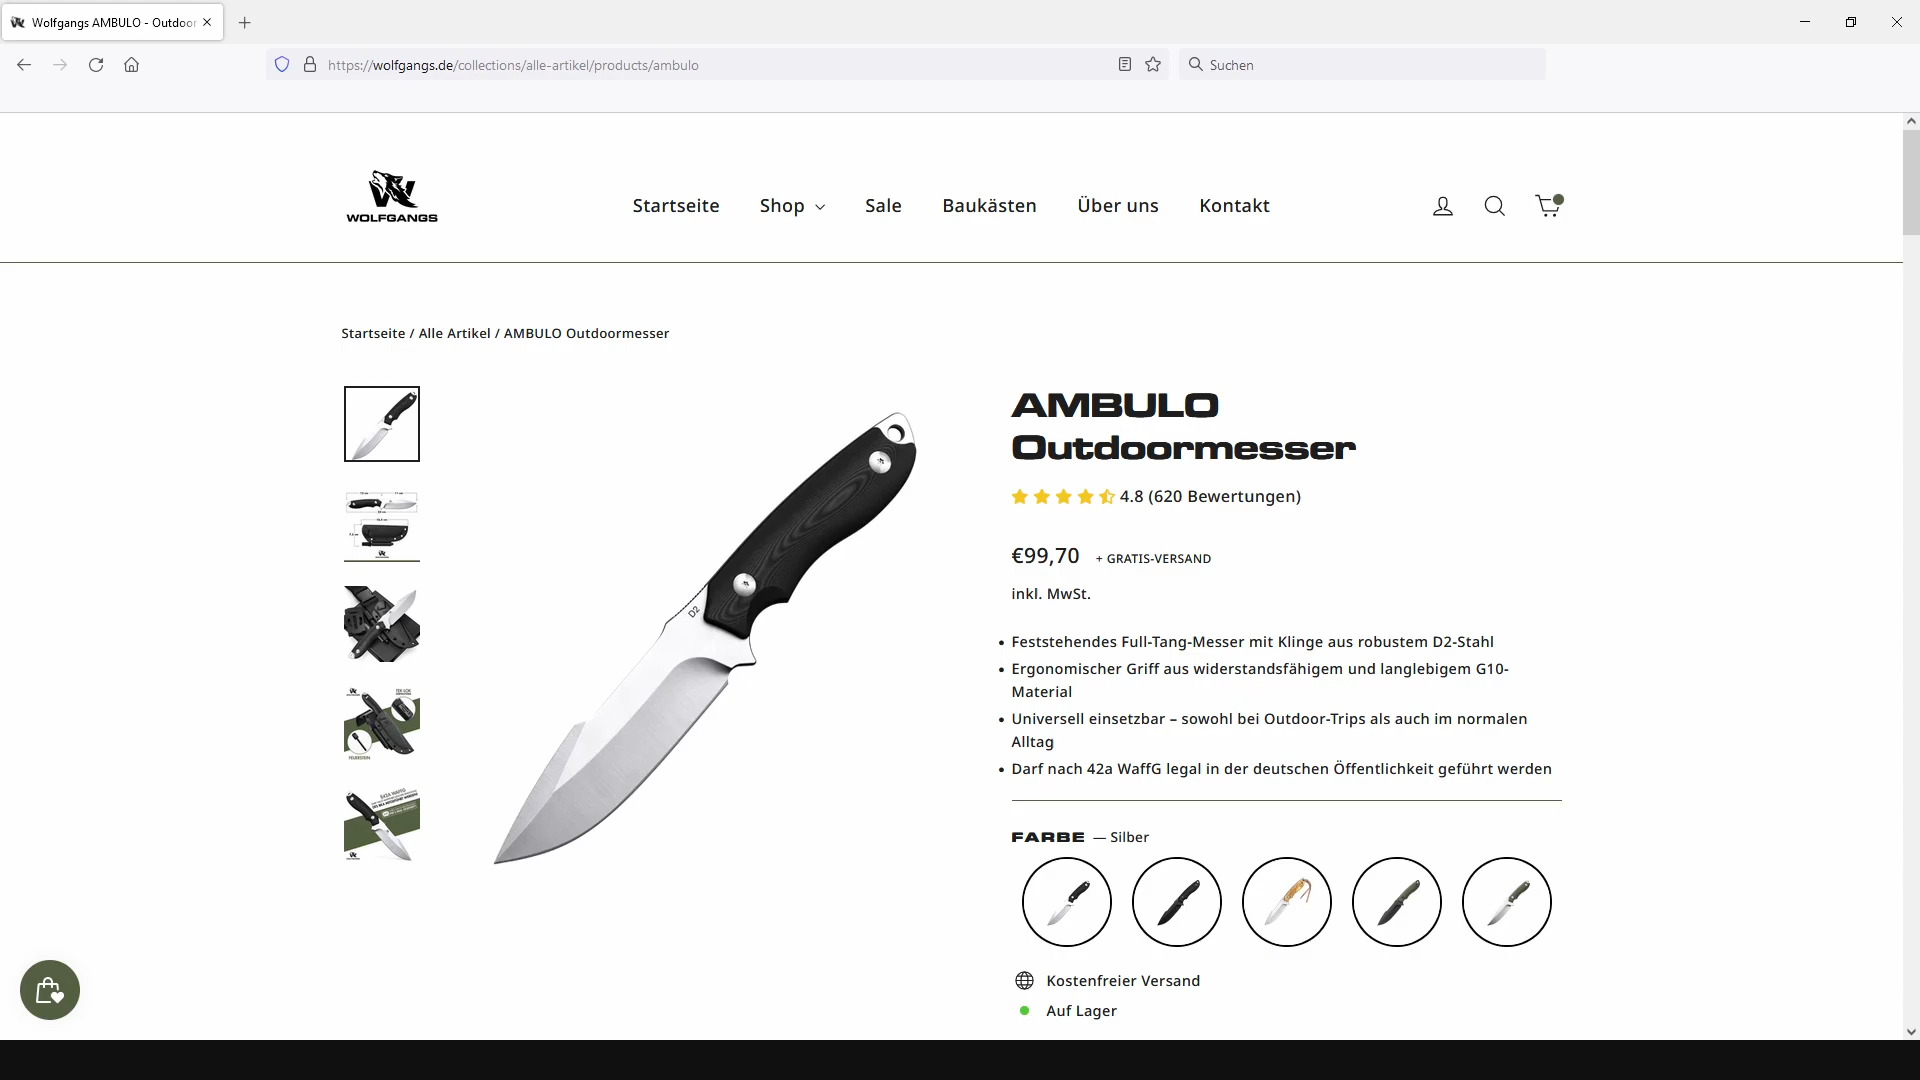 Wolfgangs AMBULO - Outdoor
https://wolfgangs.de/collections/alle-artikel/products/ambulo
Suchen
WOLFGANGS
Startseite
Shop
Sale
Baukästen
Über uns
Kontakt
Startseite / Alle Artikel / AMBULO Outdoormesser
AMBULO
Outdoormesser
4.8 (620 Bewertungen)
€99,70 + GRATIS-VERSAND
inkl. MwSt.
D2
• Feststehendes Full-Tang-Messer mit Klinge aus robustem D2-Stahl
• Ergonomischer Griff aus widerstandsfähigem und langlebigem G10-
Material
• Universell einsetzbar – sowohl bei Outdoor-Trips als auch im normalen
Alltag
• Darf nach 42a WaffG legal in der deutschen Öffentlichkeit geführt werden
FARBE — Silber
FEUERSTEIN
Kostenfreier Versand
Auf Lager